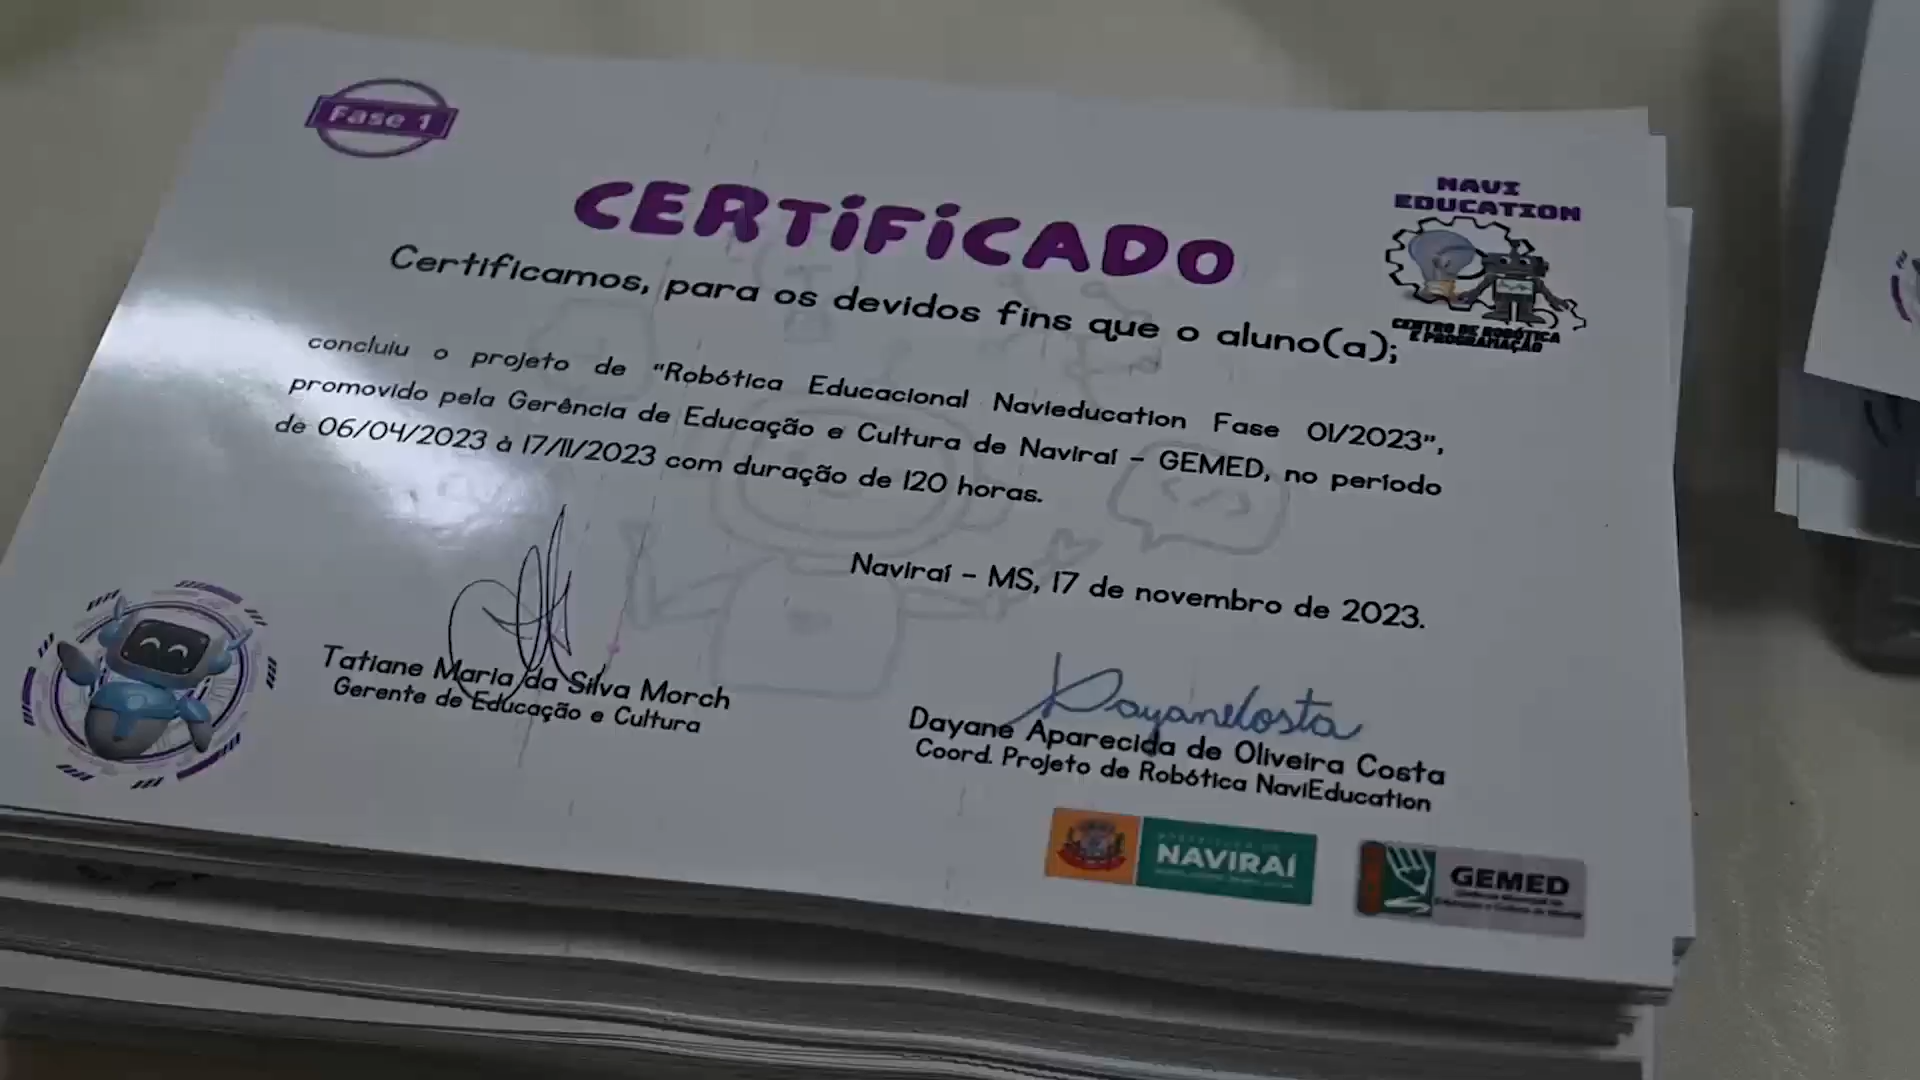 Fase 1
NAVI
EDUCATION
CERTIFICADO
Certificamos, para os devidos fins que o aluno(a);
CENTRO DE ROBÓTICA
E PROGRAMAÇÃO
concluiu o projeto de "Robótica Educacional Navieducation Fase 01/2023",
promovido pela Gerência de Educação e Cultura de Naviraí - GEMED, no período
de 06/04/2023 à 17/11/2023 com duração de 120 horas.
Naviraí - MS, 17 de novembro de 2023.
Tatiane Maria da Silva Morch
Gerente de Educação e Cultura
DayaneCosta
Dayane Aparecida de Oliveira Costa
Coord. Projeto de Robótica NaviEducation
NAVIRAÍ
GEMED